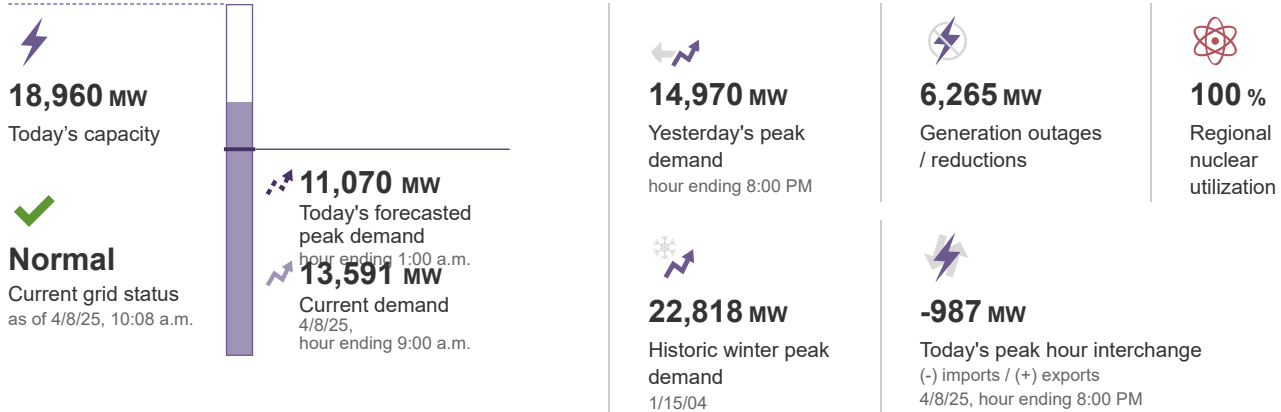 18,960 MW
Today’s capacity
Normal
Current grid status
as of 4/8/25, 10:08 a.m.
11,070 MW
Today's forecasted
peak demand
hour ending 1:00 a.m.
13,591 MW
Current demand
4/8/25,
hour ending 9:00 a.m.
14,970 MW
Yesterday's peak
demand
hour ending 8:00 PM
6,265 MW
Generation outages
/ reductions
100 %
Regional
nuclear
utilization
22,818 MW
Historic winter peak
demand
1/15/04
-987 MW
Today's peak hour interchange
(-) imports / (+) exports
4/8/25, hour ending 8:00 PM